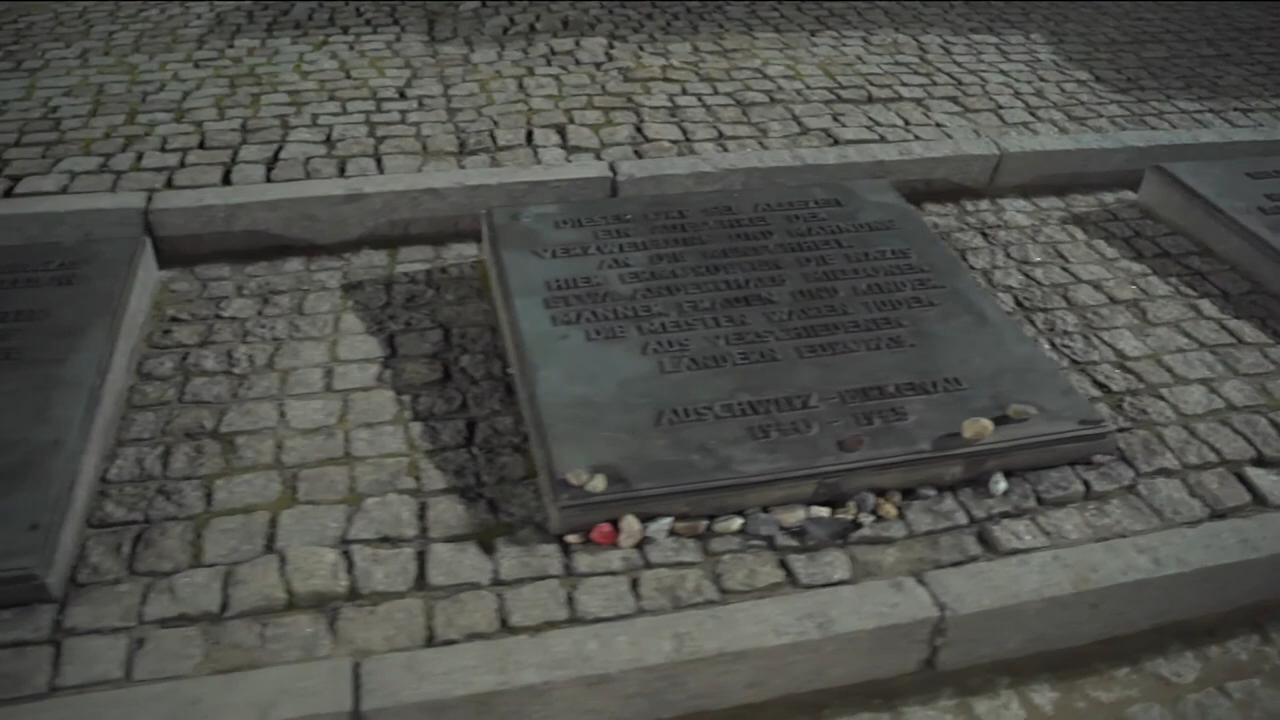 DIESER ORT SEI ALLEZEIT
EIN AUFSCHREI DER
VERZWEIFLUNG UND MAHNUNG
AN DIE MENSCHHEIT.
HIER ERMORDETEN DIE NAZIS
ETWA ANDERTHALB MILLIONEN
MÄNNER, FRAUEN UND KINDER.
DIE MEISTEN WAREN JUDEN
AUS VERSCHIEDENEN
LÄNDERN EUROPAS.
AUSCHWITZ-BIRKENAU
1940 - 1945